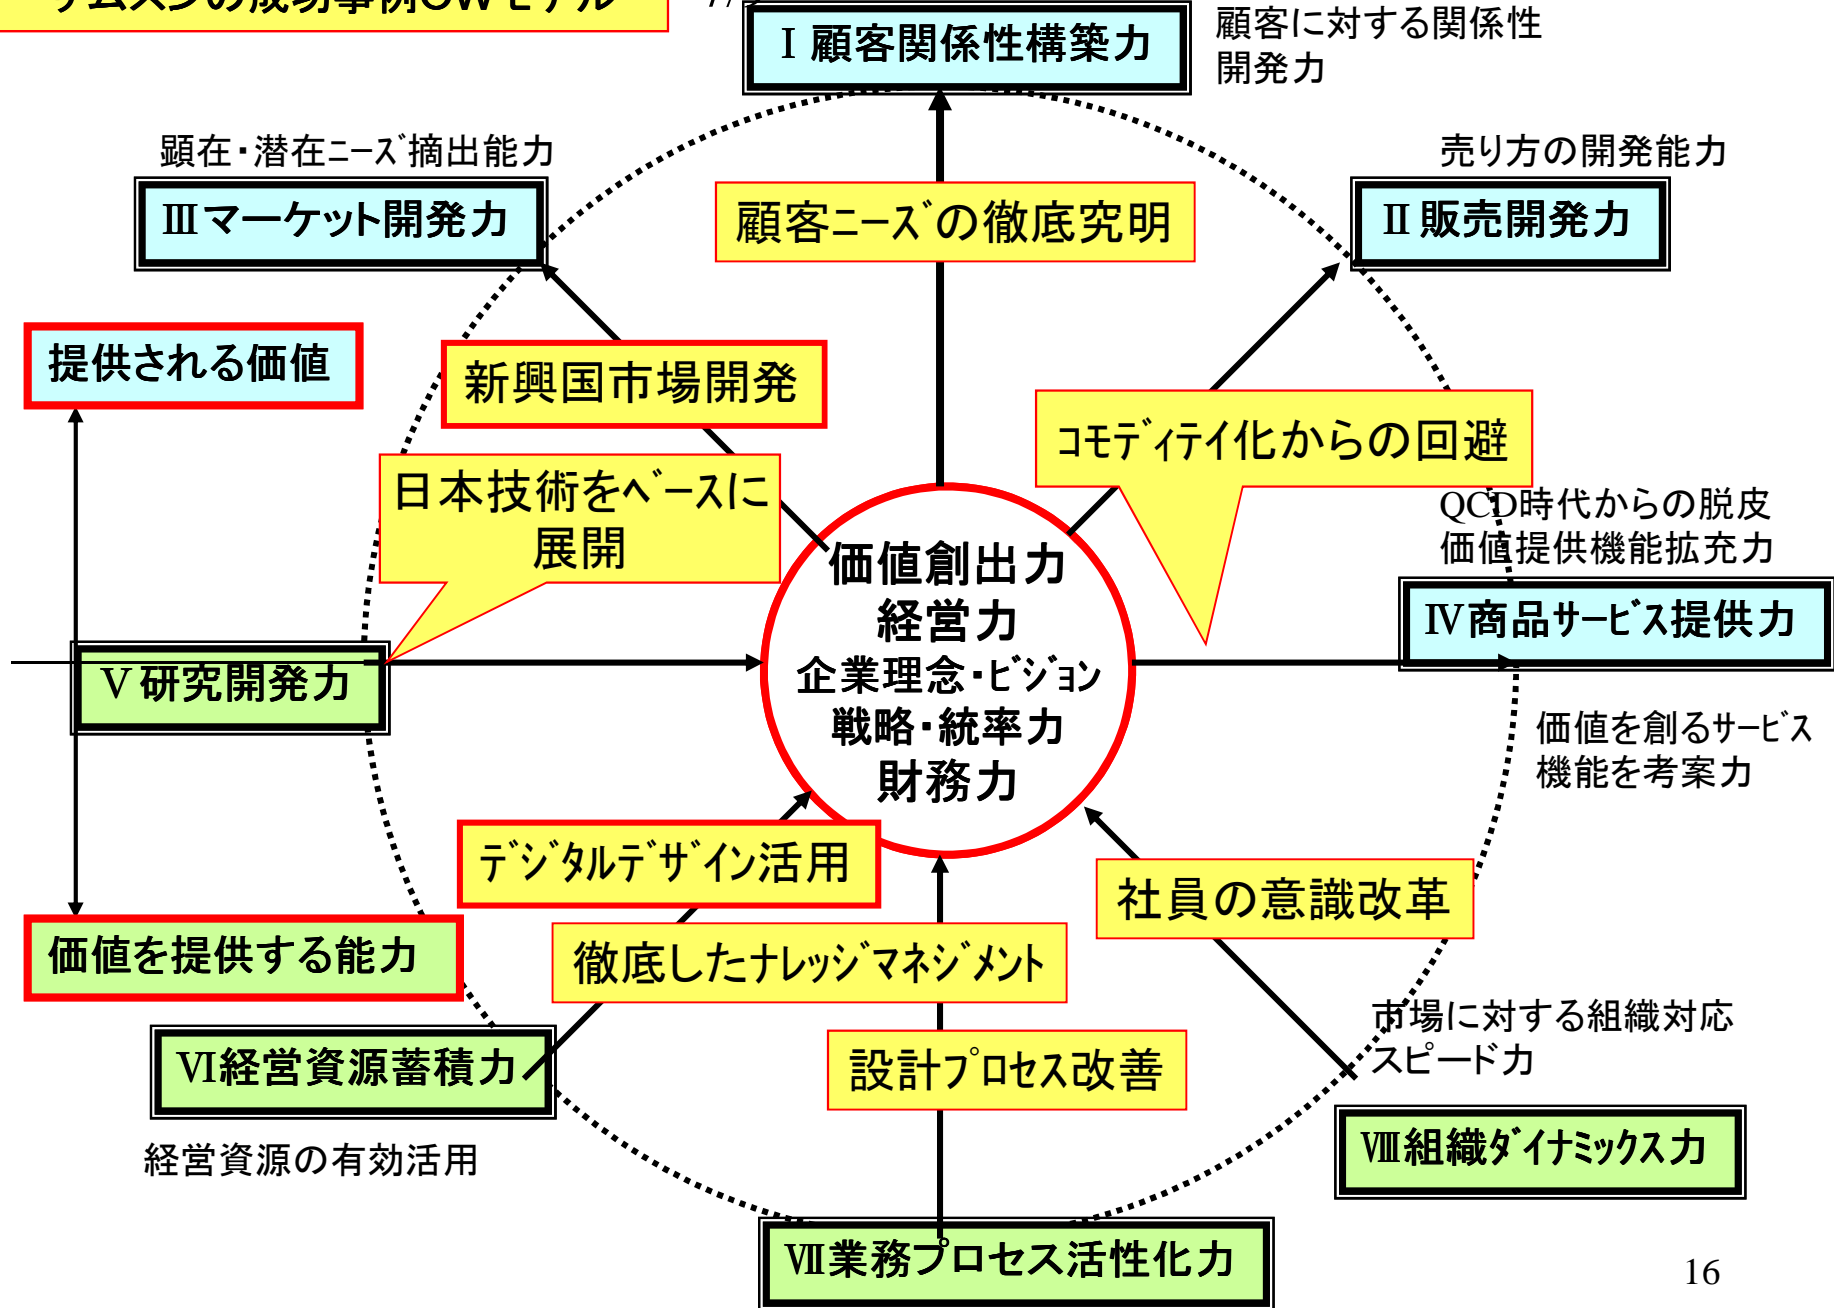 サムスンの成功事例GWモデル
Ⅰ 顧客関係性構築力
顧客に対する関係性
開発力
顕在・潜在ニーズ摘出能力
売り方の開発能力
Ⅲマーケット開発力
顧客ニーズの徹底究明
Ⅱ 販売開発力
提供される価値
新興国市場開発
コモディテイ化からの回避
日本技術をベースに
展開
QCD時代からの脱皮
価値提供機能拡充力
価値創出力
経営力
企業理念・ビジョン
戦略・統率力
財務力
Ⅳ商品サービス提供力
Ⅴ研究開発力
価値を創るサービス
機能を考案力
デジタルデザイン活用
社員の意識改革
価値を提供する能力
徹底したナレッジマネジメント
市場に対する組織対応
スピード力
Ⅵ経営資源蓄積力
設計プロセス改善
Ⅷ組織ダイナミックス力
経営資源の有効活用
Ⅶ業務プロセス活性化力
16